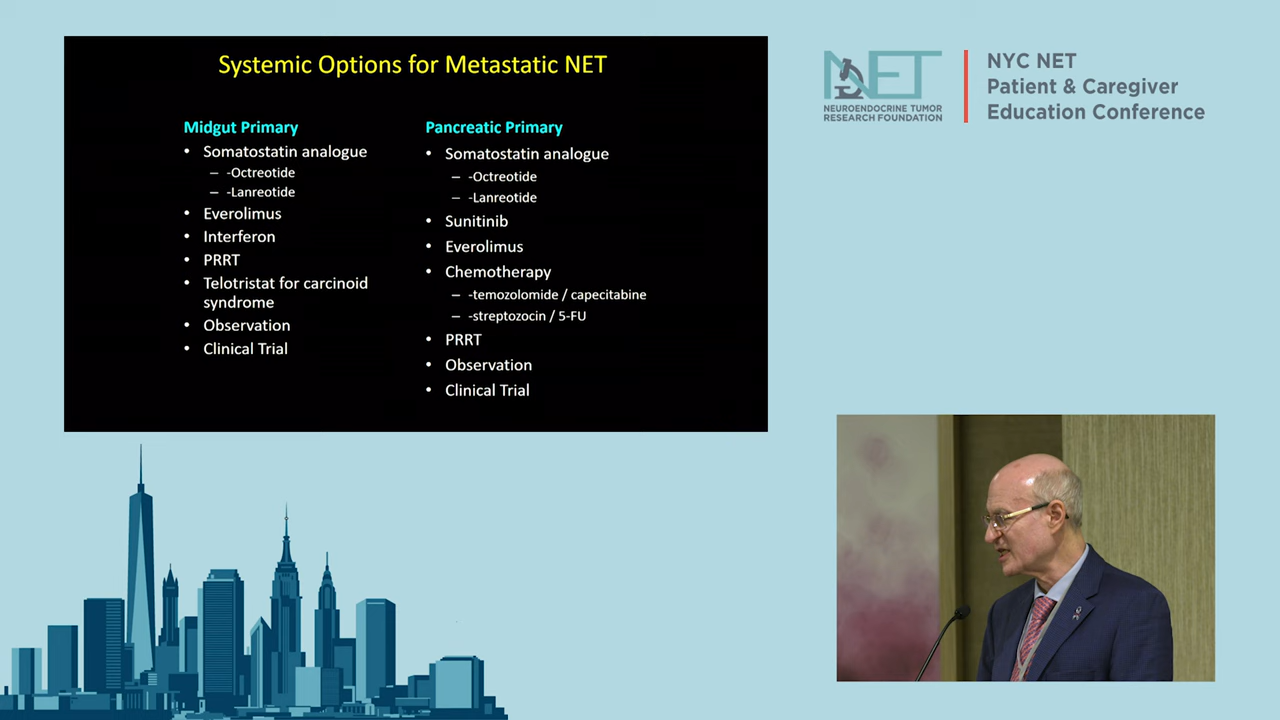 Systemic Options for Metastatic NET
Midgut Primary
• Somatostatin analogue
– -Octreotide
– -Lanreotide
• Everolimus
• Interferon
• PRRT
• Telotristat for carcinoid
syndrome
• Observation
• Clinical Trial
Pancreatic Primary
• Somatostatin analogue
– -Octreotide
– -Lanreotide
• Sunitinib
• Everolimus
• Chemotherapy
– -temozolomide / capecitabine
– -streptozocin / 5-FU
• PRRT
• Observation
• Clinical Trial
NET
NEUROENDOCRINE TUMOR
RESEARCH FOUNDATION
NYC NET
Patient & Caregiver
Education Conference